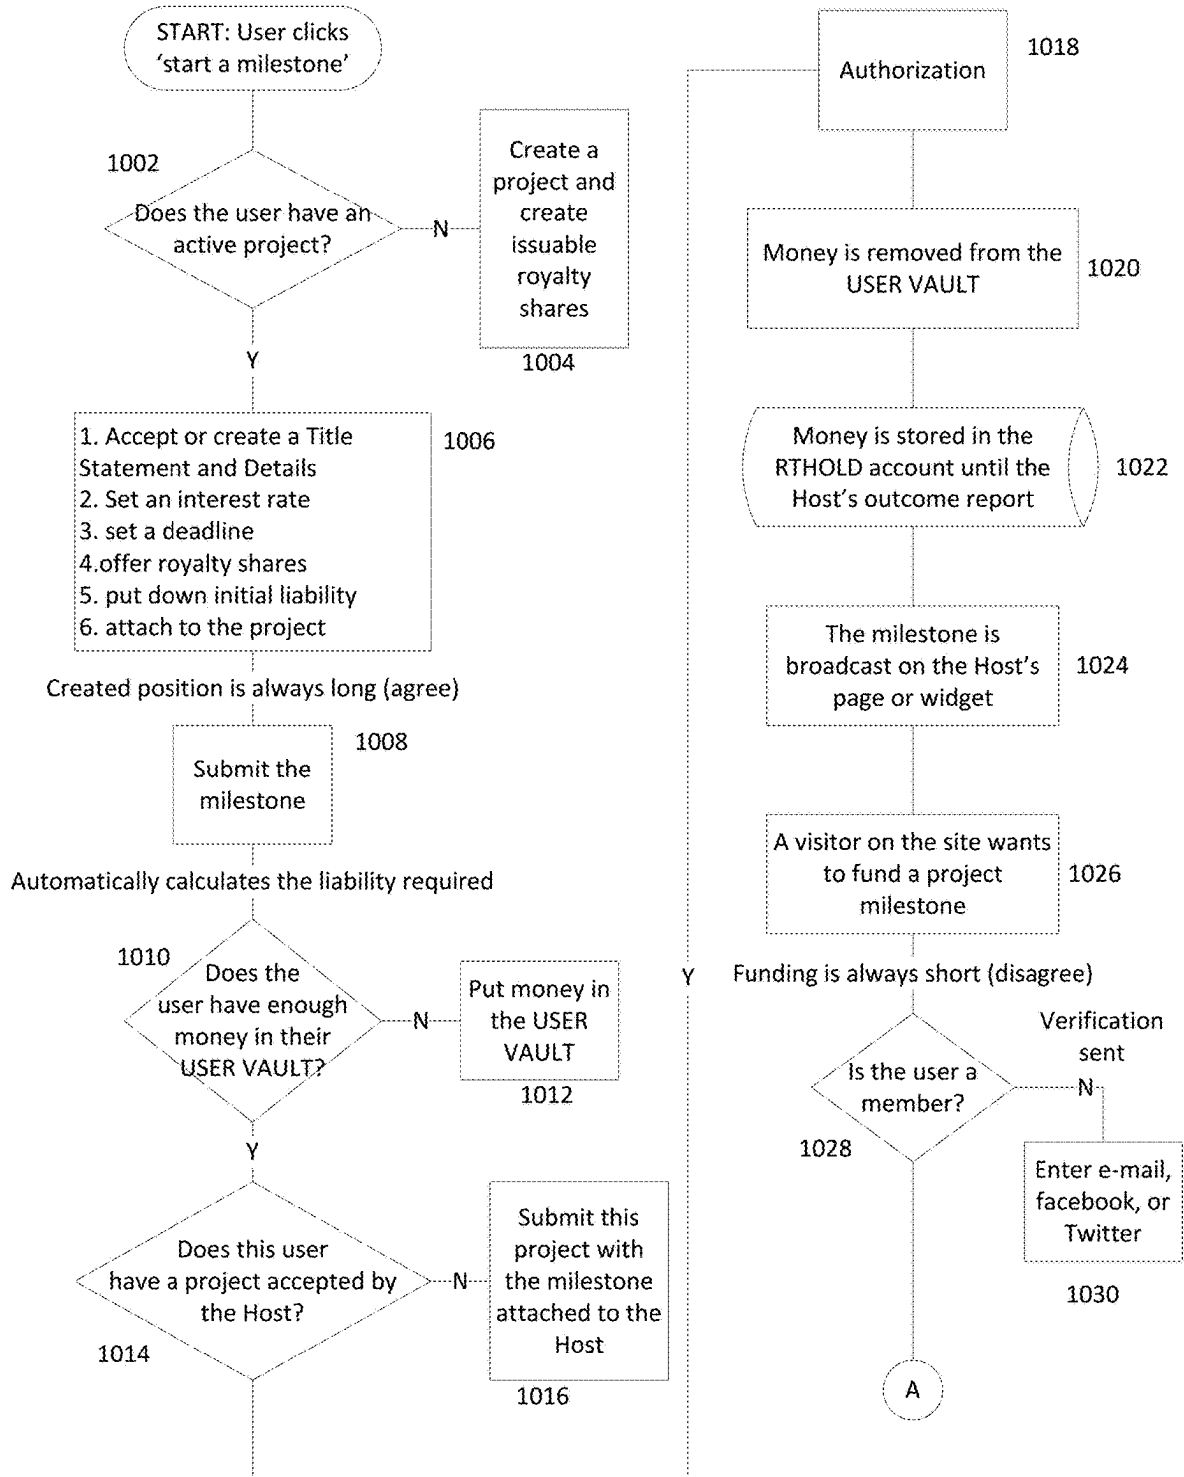 START: User clicks
‘start a milestone’
1002
Does the user have an
active project?
N
Create a
project and
create
issuable
royalty
shares
1004
Y
1. Accept or create a Title
Statement and Details
2. Set an interest rate
3. set a deadline
4.offer royalty shares
5. put down initial liability
6. attach to the project
1006
Created position is always long (agree)
1008
Submit the
milestone
Automatically calculates the liability required
1010
Does the
user have enough
money in their
USER VAULT?
N
Put money in
the USER
VAULT
1012
Y
Does this user
have a project accepted by
the Host?
1014
N
Submit this
project with
the milestone
attached to the
Host
1016
Y
Authorization
1018
Money is removed from the
USER VAULT
1020
Money is stored in the
RTHOLD account until the
Host’s outcome report
1022
The milestone is
broadcast on the Host’s
page or widget
1024
A visitor on the site wants
to fund a project
milestone
1026
Funding is always short (disagree)
Is the user a
member?
1028
Verification
sent
N
Enter e-mail,
facebook, or
Twitter
1030
A